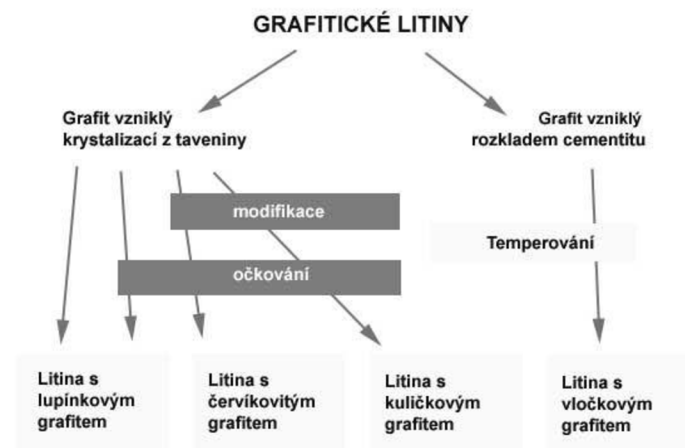 GRAFITICKÉ LITINY
Grafit vzniklý
krystalizací z taveniny
Grafit vzniklý
rozkladem cementitu
modifikace
Temperování
očkování
Litina s
lupínkovým
grafitem
Litina s
červíkovitým
grafitem
Litina s
kuličkovým
grafitem
Litina s
vločkovým
grafitem